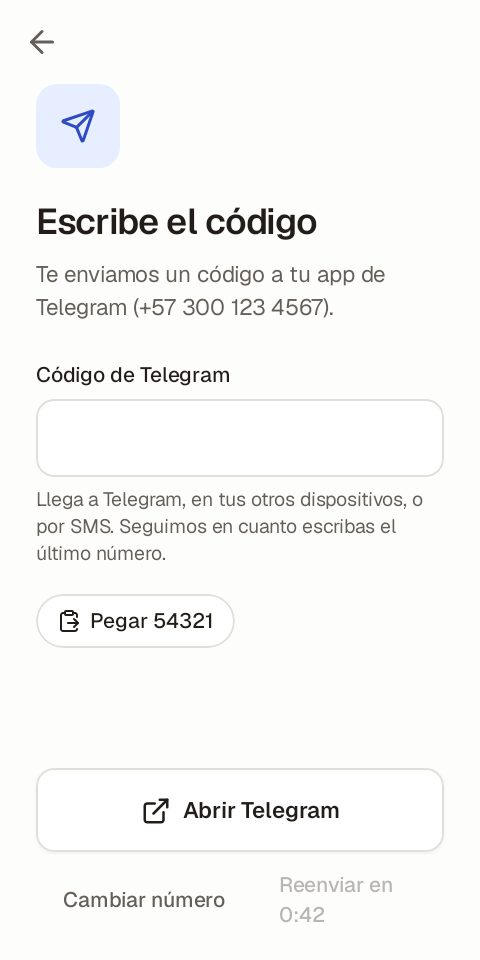 Escribe el código
Te enviamos un código a tu app de
Telegram (+57 300 123 4567).
Código de Telegram
Llega a Telegram, en tus otros dispositivos, o
por SMS. Seguimos en cuanto escribas el
último número.
Pegar 54321
Abrir Telegram
Cambiar número
Reenviar en
0:42